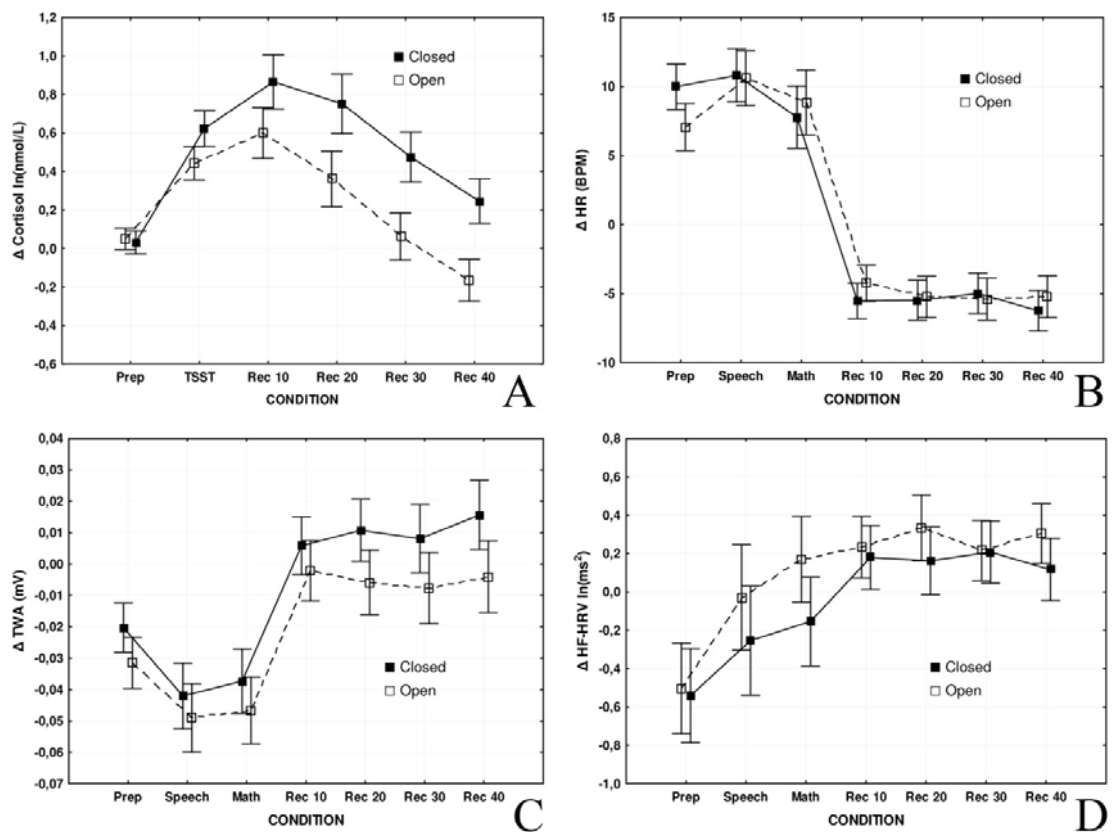 1,2
1,0
0,8
0,6
0,4
0,2
0,0
-0,2
-0,4
-0,6
Δ Cortisol ln(nmol/L)
Closed
Open
Prep TSST Rec 10 Rec 20 Rec 30 Rec 40
CONDITION
A
15
10
5
0
-5
-10
Δ HR (BPM)
Closed
Open
Prep Speech Math Rec 10 Rec 20 Rec 30 Rec 40
CONDITION
B
0,04
0,03
0,02
0,01
0,00
-0,01
-0,02
-0,03
-0,04
-0,05
-0,06
-0,07
Δ TWA (mV)
Closed
Open
Prep Speech Math Rec 10 Rec 20 Rec 30 Rec 40
CONDITION
C
0,8
0,6
0,4
0,2
0,0
-0,2
-0,4
-0,6
-0,8
-1,0
Δ HF-HRV ln(ms²)
Closed
Open
Prep Speech Math Rec 10 Rec 20 Rec 30 Rec 40
CONDITION
D